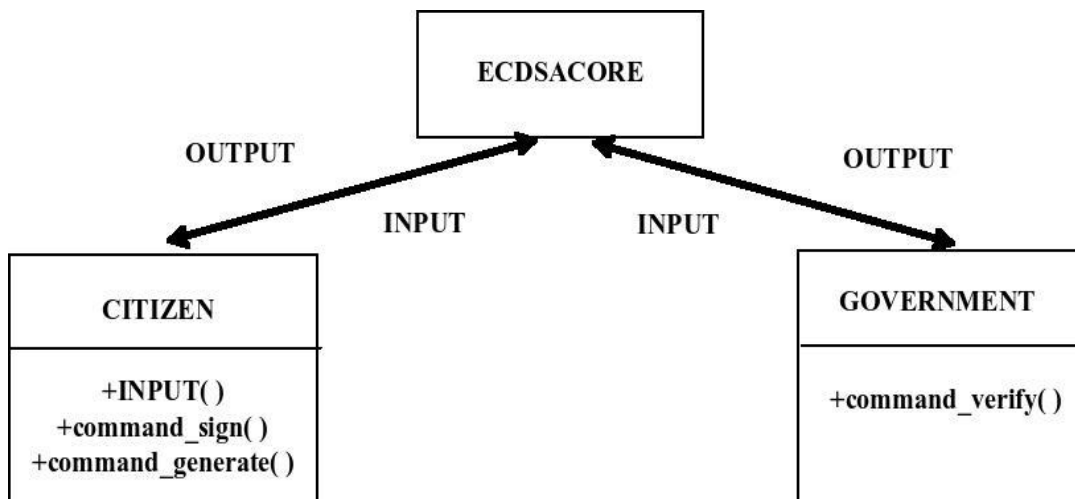 ECDSACORE
OUTPUT
OUTPUT
INPUT
INPUT
CITIZEN
+INPUT( )
+command_sign( )
+command_generate( )
GOVERNMENT
+command_verify( )